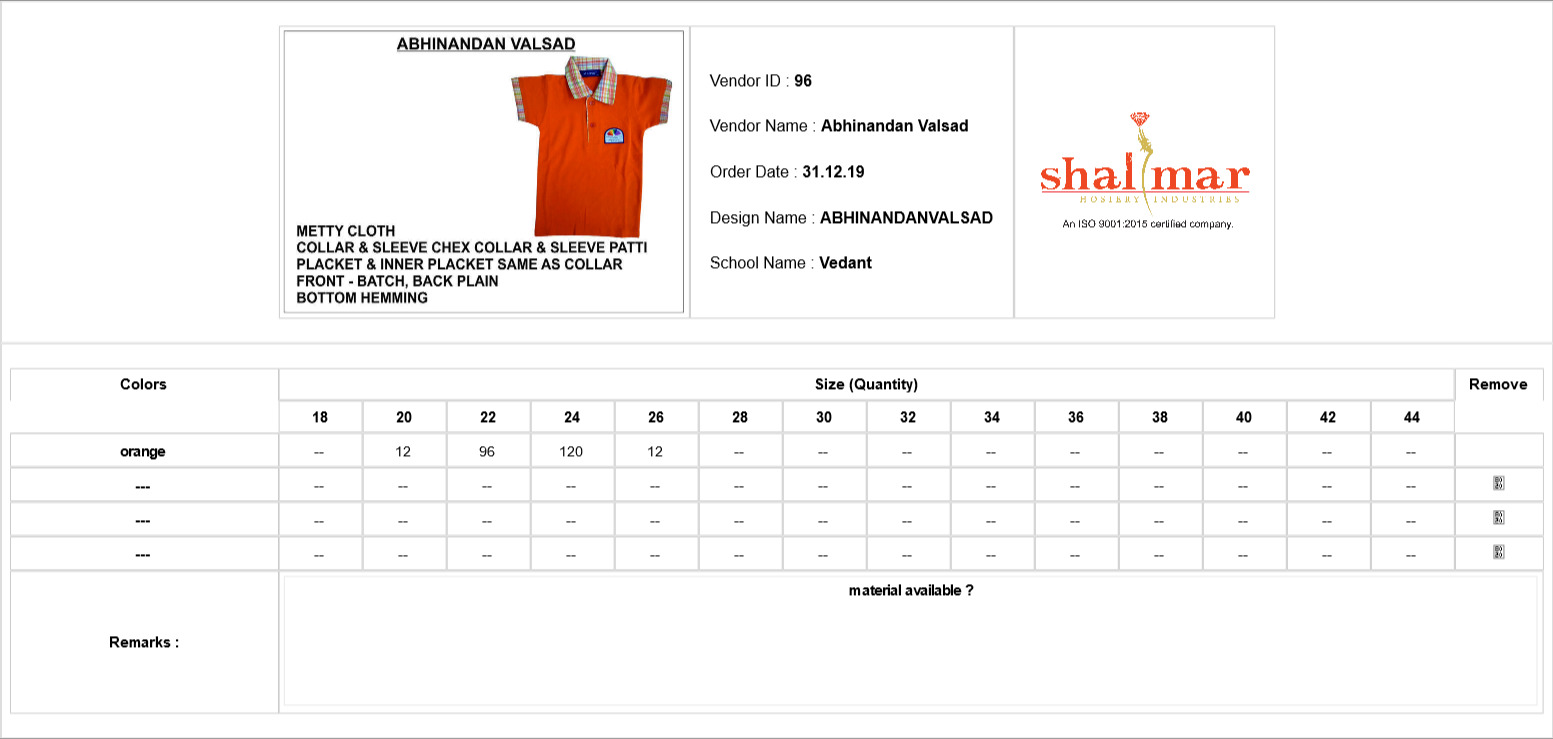 ABHINANDAN VALSAD
METTY CLOTH
COLLAR & SLEEVE CHEX COLLAR & SLEEVE PATTI
PLACKET & INNER PLACKET SAME AS COLLAR
FRONT - BATCH, BACK PLAIN
BOTTOM HEMMING
Vendor ID : 96
Vendor Name : Abhinandan Valsad
Order Date : 31.12.19
Design Name : ABHINANDANVALSAD
School Name : Vedant
shalimar
HOSIERY INDUSTRIES
An ISO 9001:2015 certified company.
Colors Size (Quantity) Remove
18 20 22 24 26 28 30 32 34 36 38 40 42 44
orange -- 12 96 120 12 -- -- -- -- -- -- -- -- --
--- -- -- -- -- -- -- -- -- -- -- -- -- -- --
--- -- -- -- -- -- -- -- -- -- -- -- -- -- --
--- -- -- -- -- -- -- -- -- -- -- -- -- -- --
Remarks : material available ?